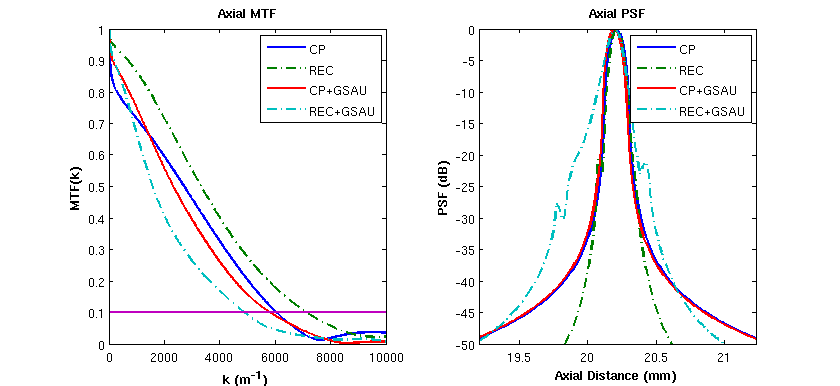 Axial MTF
1
0.9
0.8
0.7
0.6
0.5
0.4
0.3
0.2
0.1
0
0
2000
4000
6000
8000
10000
MTF(k)
k (m⁻¹)
CP
REC
CP+GSAU
REC+GSAU
Axial PSF
0
-5
-10
-15
-20
-25
-30
-35
-40
-45
-50
19.5
20
20.5
21
PSF (dB)
Axial Distance (mm)
CP
REC
CP+GSAU
REC+GSAU